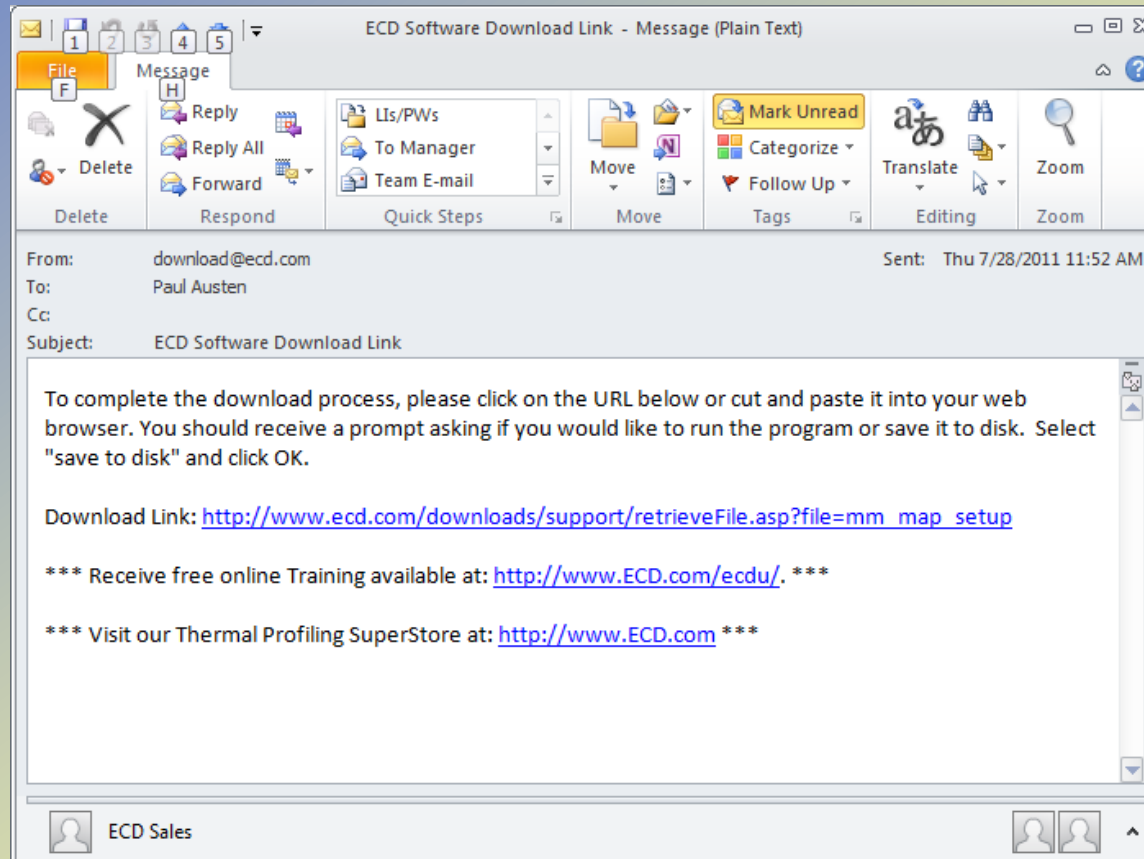 ECD Software Download Link - Message (Plain Text)
1 2 3 4 5
File Message
F H
Delete
Reply
Reply All
Forward
LIs/PWs
To Manager
Team E-mail
Move
Mark Unread
Categorize
Follow Up
Translate
Zoom
Delete Respond Quick Steps Move Tags Editing Zoom
From: download@ecd.com Sent: Thu 7/28/2011 11:52 AM
To: Paul Austen
Cc:
Subject: ECD Software Download Link
To complete the download process, please click on the URL below or cut and paste it into your web
browser. You should receive a prompt asking if you would like to run the program or save it to disk.  Select
"save to disk" and click OK.
Download Link: http://www.ecd.com/downloads/support/retrieveFile.asp?file=mm_map_setup
*** Receive free online Training available at: http://www.ECD.com/ecdu/. ***
*** Visit our Thermal Profiling SuperStore at: http://www.ECD.com ***
ECD Sales